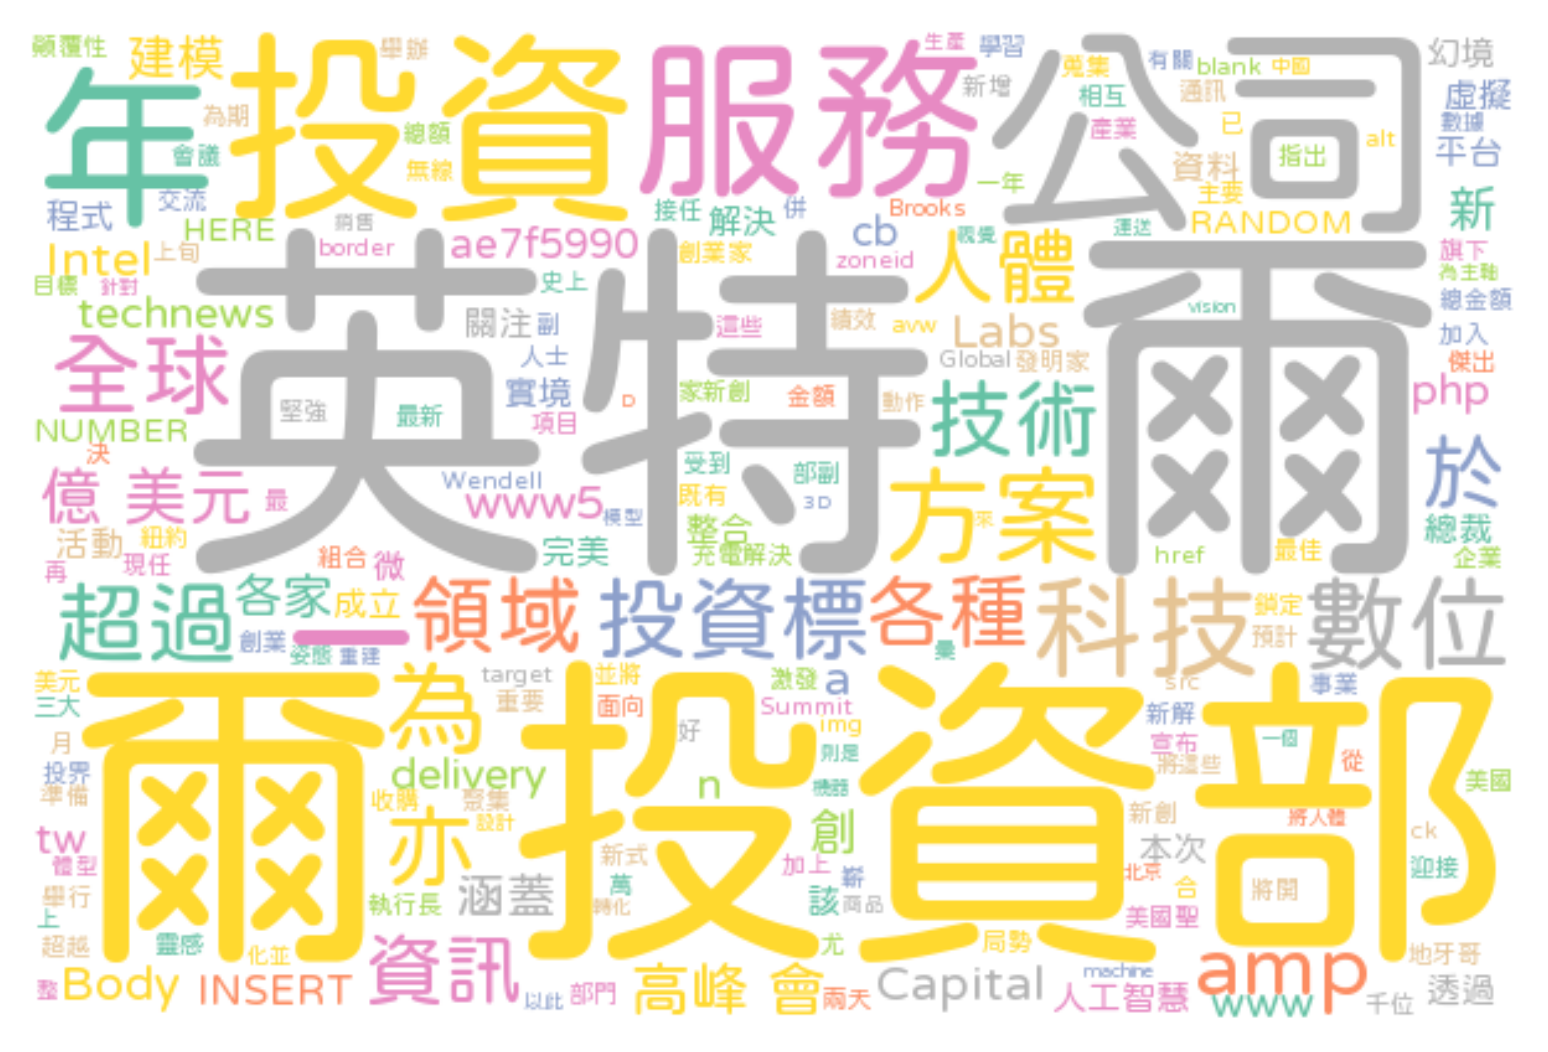 顛覆性
建模
舉辦
年
投資
服務
公司
生產
學習
新增
蒐集
有關
blank
中國
幻境
相互
通訊
虛擬
數據
為期
總額
會議
無線
產業
已
alt
平台
指出
資料
一年
主要
程式
交流
HERE
銷售
接任
解決
併
Brooks
RANDOM
新
運送
Intel
上旬
border
ae7f5990
創業家
cb
zoneid
視覺
人體
旗下
為主軸
目標
針對
史上
總金額
technews
英特爾
關注
副
這些
績效
avw
Labs
vision
加入
全球
人士
Global
發明家
傑出
實境
家新創
金額
動作
技術
php
堅強
最新
項目
D
NUMBER
決
受到
部副
方案
於
億 美元
最
Wendell
www5
模型
既有
3D
來
總裁
活動
紐約
整合
充電解決
完美
href
最佳
企業
再
現任
組合
微
超過
各家
成立
領域
投資標
各種
科技
鎖定
預計
數位
創業
一
姿態
重建
彙
美元
爾投資部
為
target
重要
並將
面向
激發
a
Summit
src
事業
三大
月
好
img
新解
一個
宣布
投界
準備
delivery
n
則是
機器
將這些
從
美國
收購
聚集
設計
亦
創
新創
將人體
tw
體型
新式
加上
本次
ck
北京
迎接
舉行
上
執行長
涵蓋
萬
轉化
嶄
該
商品
合
將開
美國聖
超越
靈感
化並
尤
局勢
地牙哥
整
Body
INSERT
資訊
以此
部門
高峰 會
兩天
Capital
machine
人工智慧
amp
www
千位
透過